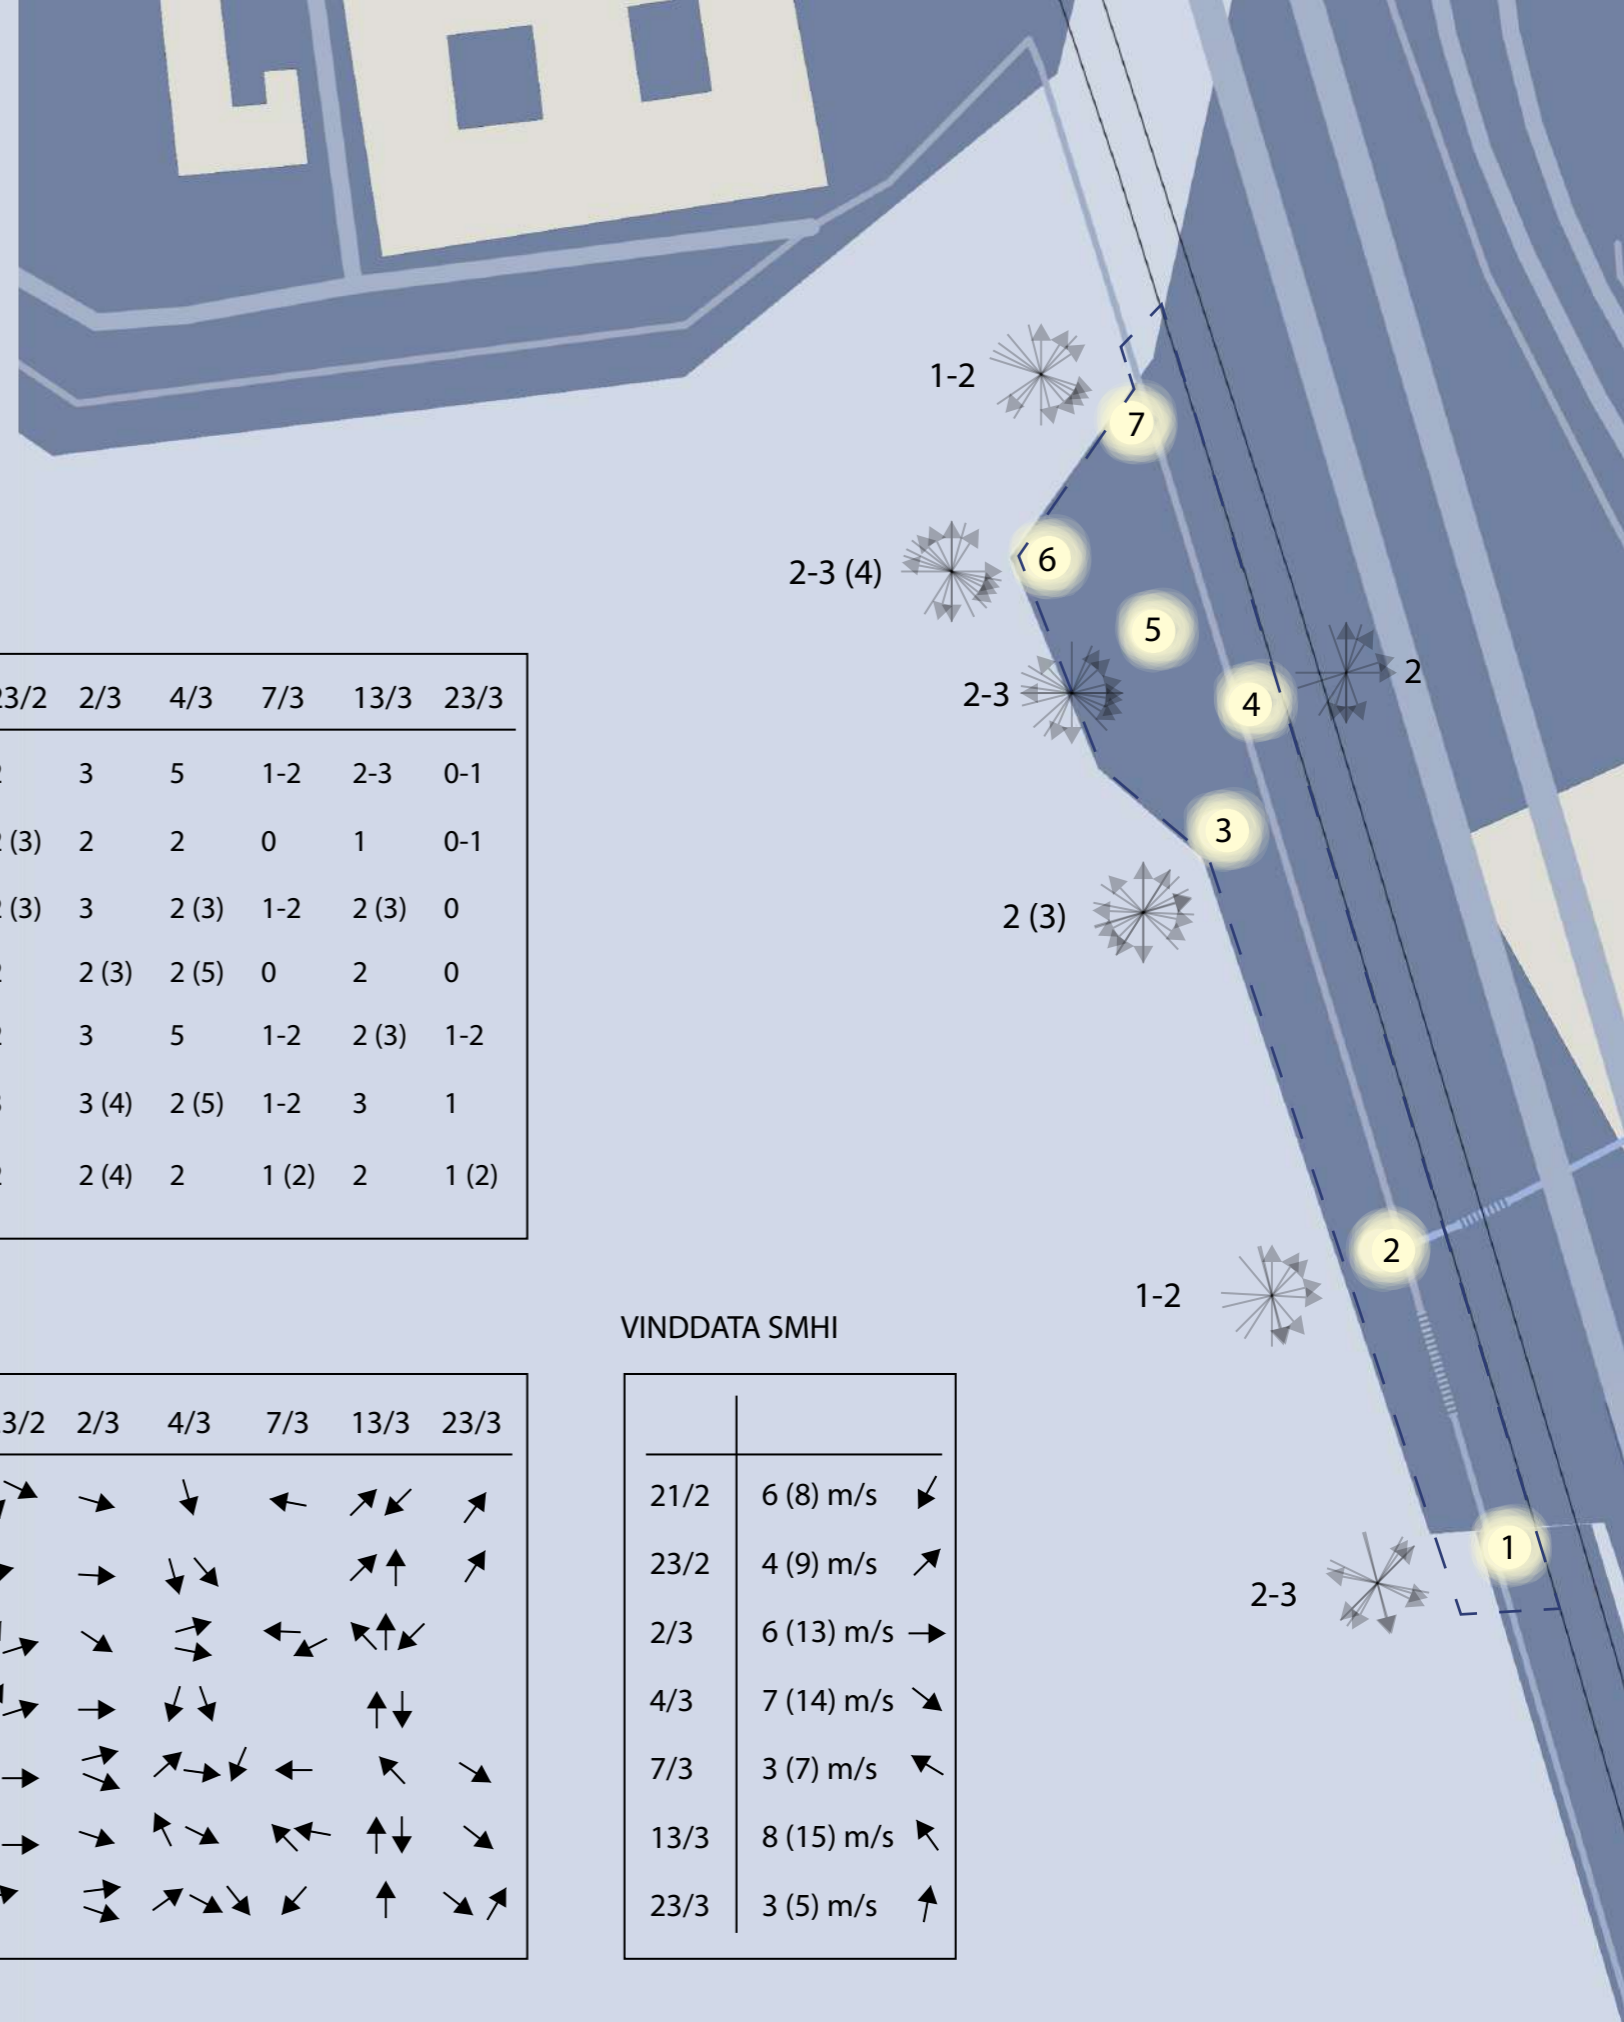 1-2
7
2-3 (4)
6
5
2-3
4
2
3
2 (3)
2
1-2
1
2-3
23/2 2/3 4/3 7/3 13/3 23/3
3 5 1-2 2-3 0-1
(3) 2 2 0 1 0-1
(3) 3 2 (3) 1-2 2 (3) 0
2 (3) 2 (5) 0 2 0
3 5 1-2 2 (3) 1-2
3 (4) 2 (5) 1-2 3 1
2 (4) 2 1 (2) 2 1 (2)
3/2 2/3 4/3 7/3 13/3 23/3
VINDDATA SMHI
21/2 6 (8) m/s
23/2 4 (9) m/s
2/3 6 (13) m/s
4/3 7 (14) m/s
7/3 3 (7) m/s
13/3 8 (15) m/s
23/3 3 (5) m/s